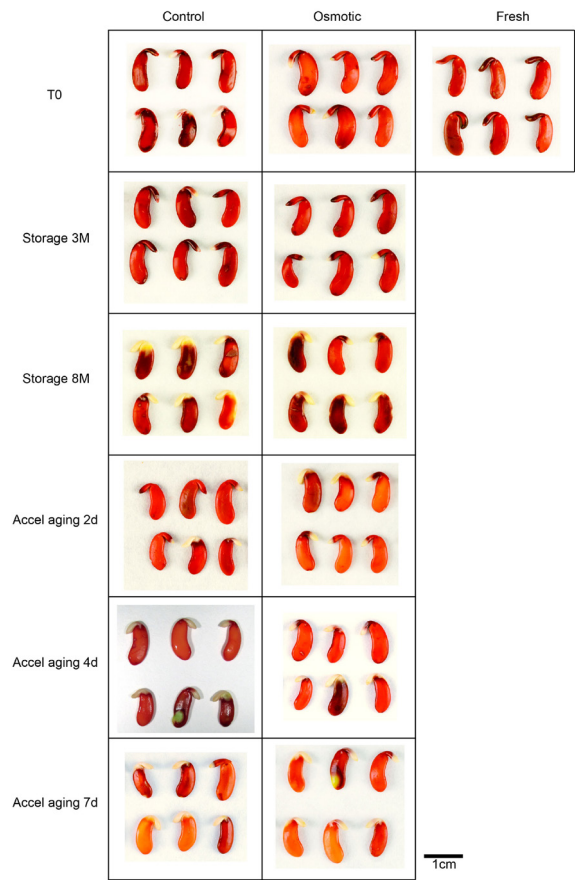 Control Osmotic Fresh
T0
Storage 3M
Storage 8M
Accel aging 2d
Accel aging 4d
Accel aging 7d
1cm